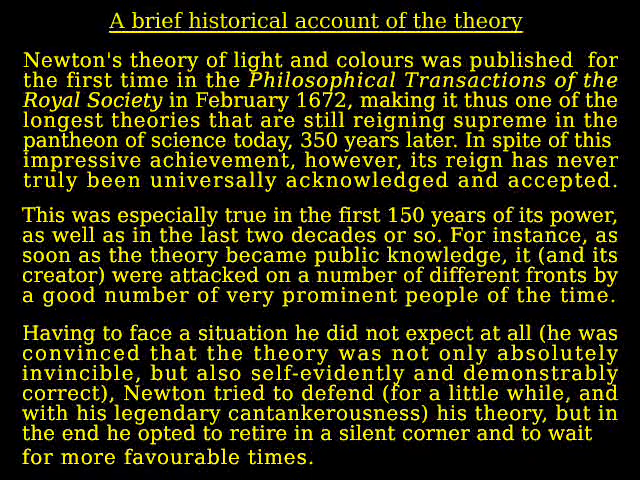 A brief historical account of the theory
Newton's theory of light and colours was published for
the first time in the Philosophical Transactions of the
Royal Society in February 1672, making it thus one of the
longest theories that are still reigning supreme in the
pantheon of science today, 350 years later. In spite of this
impressive achievement, however, its reign has never
truly been universally acknowledged and accepted.
This was especially true in the first 150 years of its power,
as well as in the last two decades or so. For instance, as
soon as the theory became public knowledge, it (and its
creator) were attacked on a number of different fronts by
a good number of very prominent people of the time.
Having to face a situation he did not expect at all (he was
convinced that the theory was not only absolutely
invincible, but also self-evidently and demonstrably
correct), Newton tried to defend (for a little while, and
with his legendary cantankerousness) his theory, but in
the end he opted to retire in a silent corner and to wait
for more favourable times.